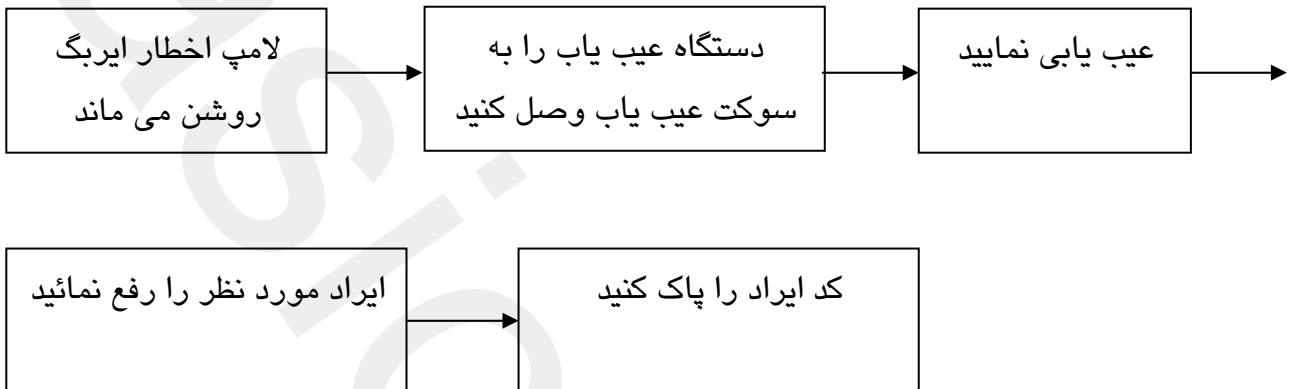 لامپ اخطار ایربگ
روشن می ماند
دستگاه عیب یاب را به
سوکت عیب یاب وصل کنید
عیب یابی نمایید
ایراد مورد نظر را رفع نمائید
کد ایراد را پاک کنید